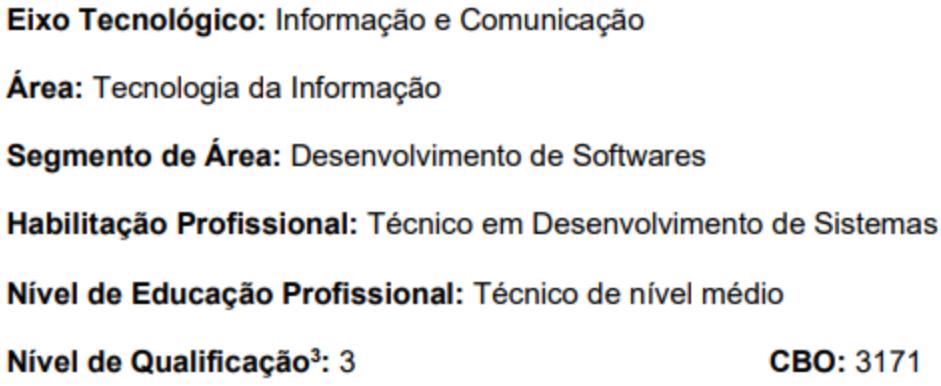 Eixo Tecnológico: Informação e Comunicação
Área: Tecnologia da Informação
Segmento de Área: Desenvolvimento de Softwares
Habilitação Profissional: Técnico em Desenvolvimento de Sistemas
Nível de Educação Profissional: Técnico de nível médio
Nível de Qualificação³: 3 CBO: 3171